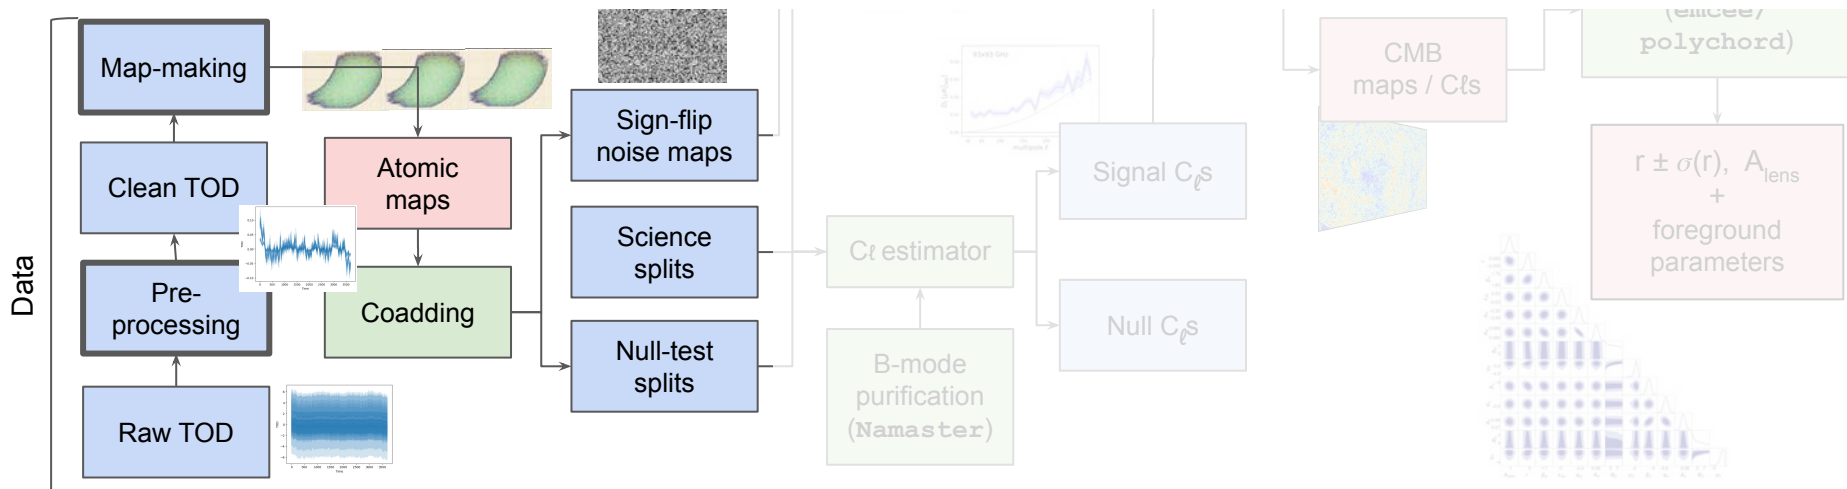 Data
Map-making
Clean TOD
Pre-
processing
Raw TOD
Atomic
maps
Coadding
Sign-flip
noise maps
Science
splits
Null-test
splits
Cℓ estimator
B-mode
purification
(Namaster)
Signal Cℓs
Null Cℓs
CMB
maps / Cℓs
(emcee/
polychord)
r ± σ(r), Alens
+
foreground
parameters